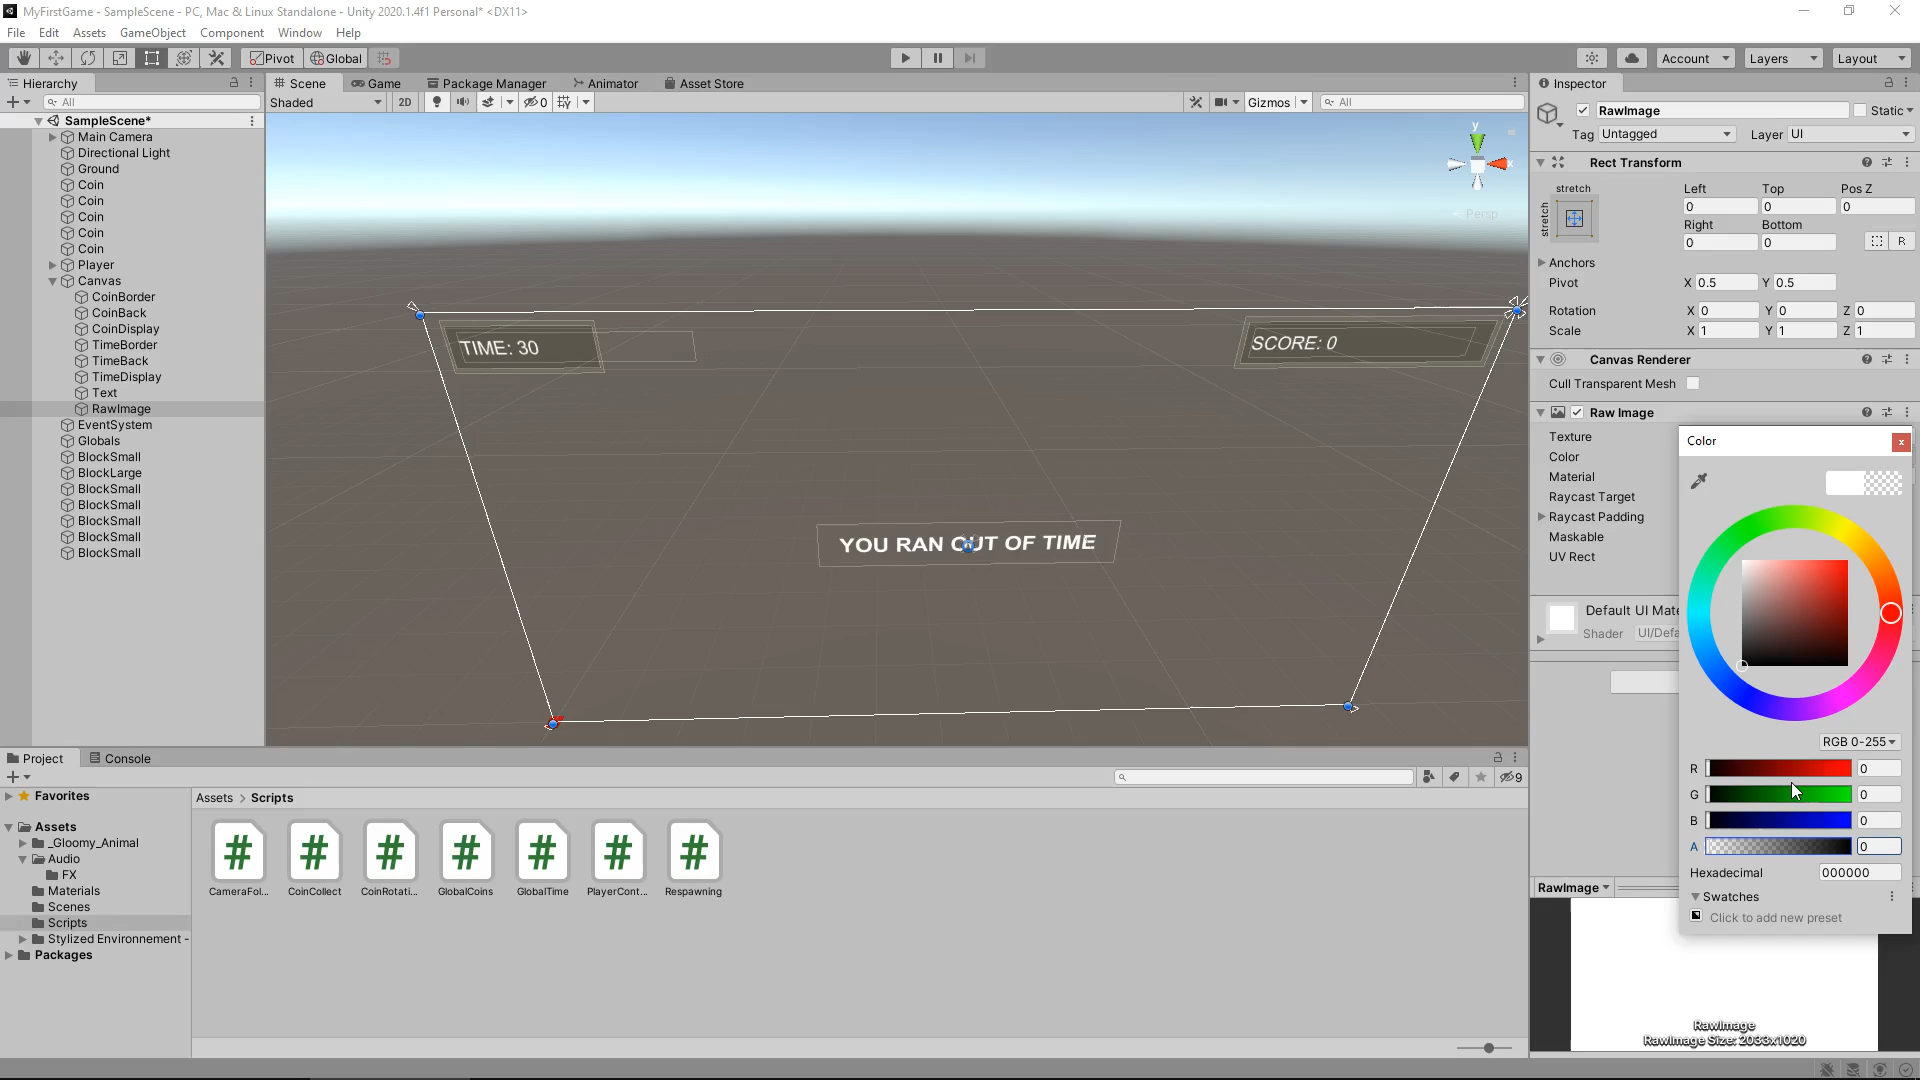 MyFirstGame - SampleScene - PC, Mac & Linux Standalone - Unity 2020.1.4f1 Personal* <DX11>
File Edit Assets GameObject Component Window Help
Pivot Global Account Layers Layout
Hierarchy Scene Game Package Manager Animator Asset Store Inspector
All Shaded 2D 0 Gizmos All
SampleScene*
Main Camera
Directional Light
Ground
Coin
Coin
Coin
Coin
Coin
Player
Canvas
CoinBorder
CoinBack
CoinDisplay
TimeBorder
TimeBack
TimeDisplay
Text
RawImage
EventSystem
Globals
BlockSmall
BlockLarge
BlockSmall
BlockSmall
BlockSmall
BlockSmall
BlockSmall
y
x
Persp
TIME: 30
SCORE: 0
YOU RAN OUT OF TIME
RawImage Static
Tag Untagged Layer UI
Rect Transform
stretch Left Top Pos Z
stretch 0 0 0
Right Bottom
0 0 R
Anchors
Pivot X 0.5 Y 0.5
Rotation X 0 Y 0 Z 0
Scale X 1 Y 1 Z 1
Canvas Renderer
Cull Transparent Mesh
Raw Image
Texture
Color
Material
Raycast Target
Raycast Padding
Maskable
UV Rect
Default UI Mate
Shader UI/Defa
Color
x
RGB 0-255
R 0
G 0
B 0
A 0
Hexadecimal 000000
Swatches
Click to add new preset
RawImage
RawImage
RawImage Size: 2033x1020
Project Console
9
Favorites
Assets
_Gloomy_Animal
Audio
FX
Materials
Scenes
Scripts
Stylized Environnement -
Packages
Assets > Scripts
# # # # # # #
CameraFol... CoinCollect CoinRotati... GlobalCoins GlobalTime PlayerCont... Respawning